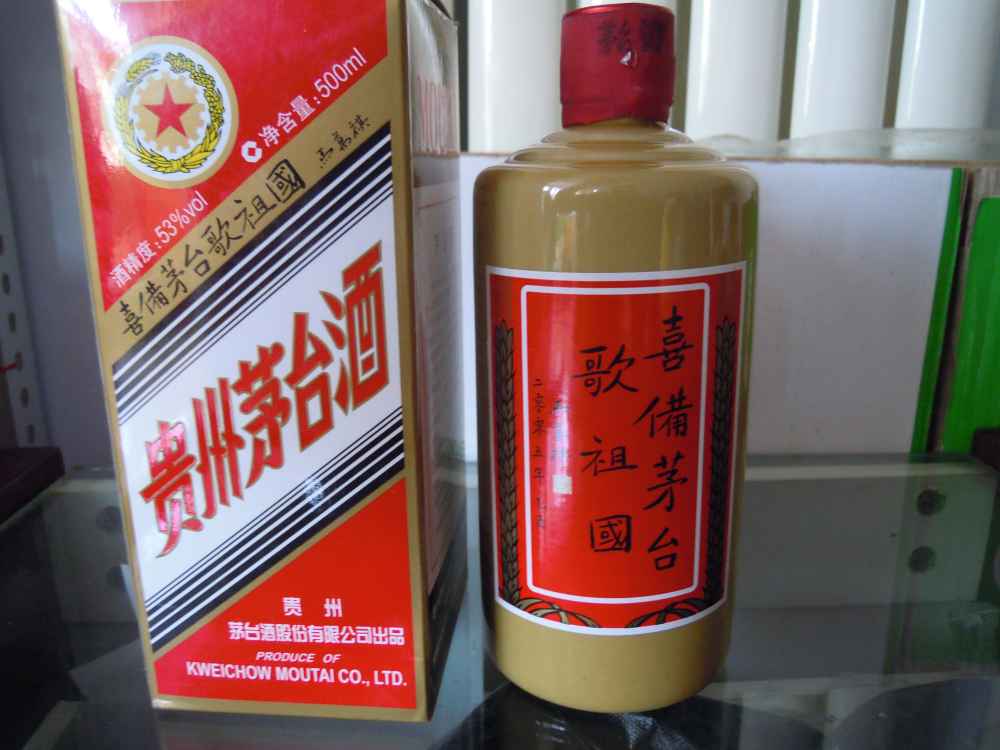 净含量:500ml
酒精度:53%vol
喜備茅台歌祖國
贵州茅台酒
贵州
茅台酒股份有限公司出品
PRODUCE OF
KWEICHOW MOUTAI CO., LTD.
喜備茅台
歌祖國